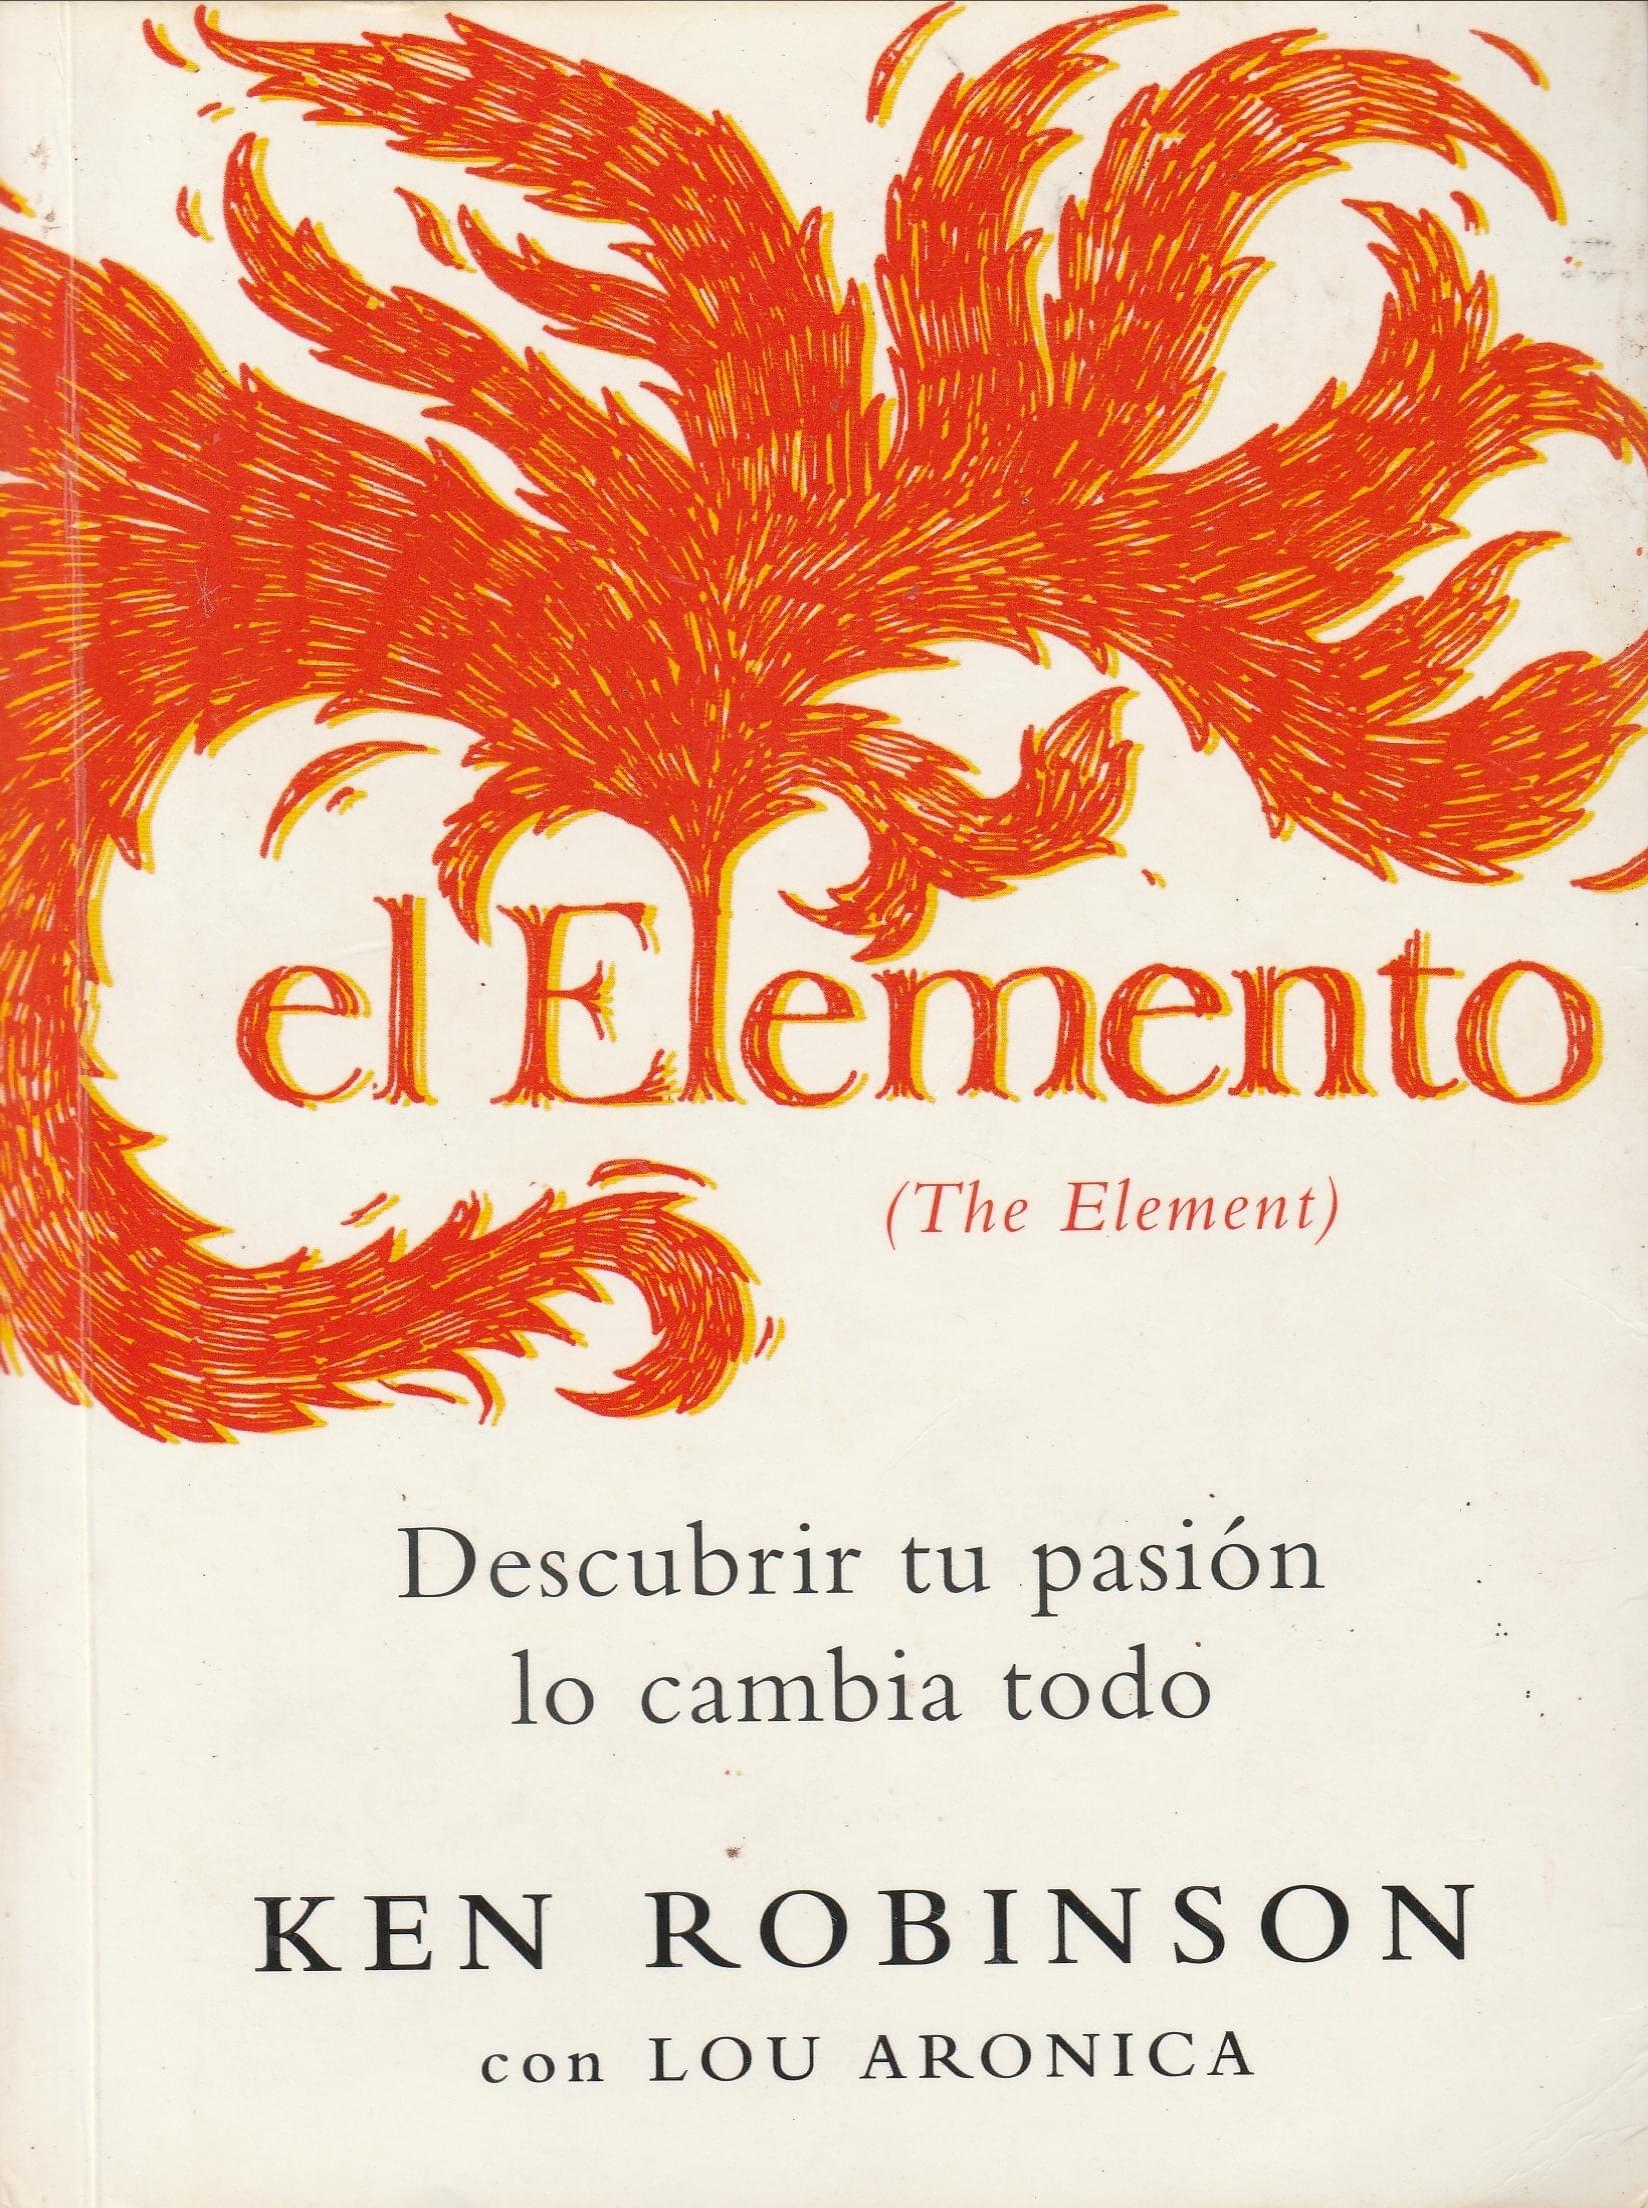 el Elemento
(The Element)
Descubrir tu pasión
lo cambia todo
KEN ROBINSON
con LOU ARONICA